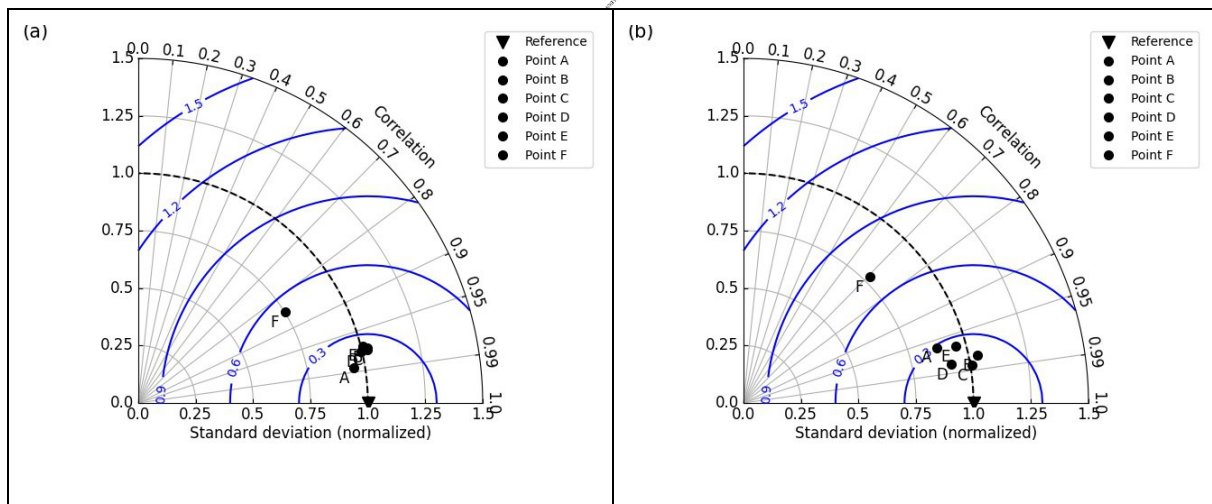 (a)
Reference
Point A
Point B
Point C
Point D
Point E
Point F
Correlation
0.0 0.1 0.2 0.3 0.4 0.5 0.6 0.7 0.8 0.9 0.95 0.99 1.0
1.5
1.25
1.0
0.75
0.5
0.25
0.0
1.5
1.2
0.9
0.6
0.3
F
A
0.0 0.25 0.5 0.75 1.0 1.25 1.5
Standard deviation (normalized)
(b)
Reference
Point A
Point B
Point C
Point D
Point E
Point F
Correlation
0.0 0.1 0.2 0.3 0.4 0.5 0.6 0.7 0.8 0.9 0.95 0.99 1.0
1.5
1.25
1.0
0.75
0.5
0.25
0.0
1.5
1.2
0.9
0.6
F
A E
D C
0.0 0.25 0.5 0.75 1.0 1.25 1.5
Standard deviation (normalized)